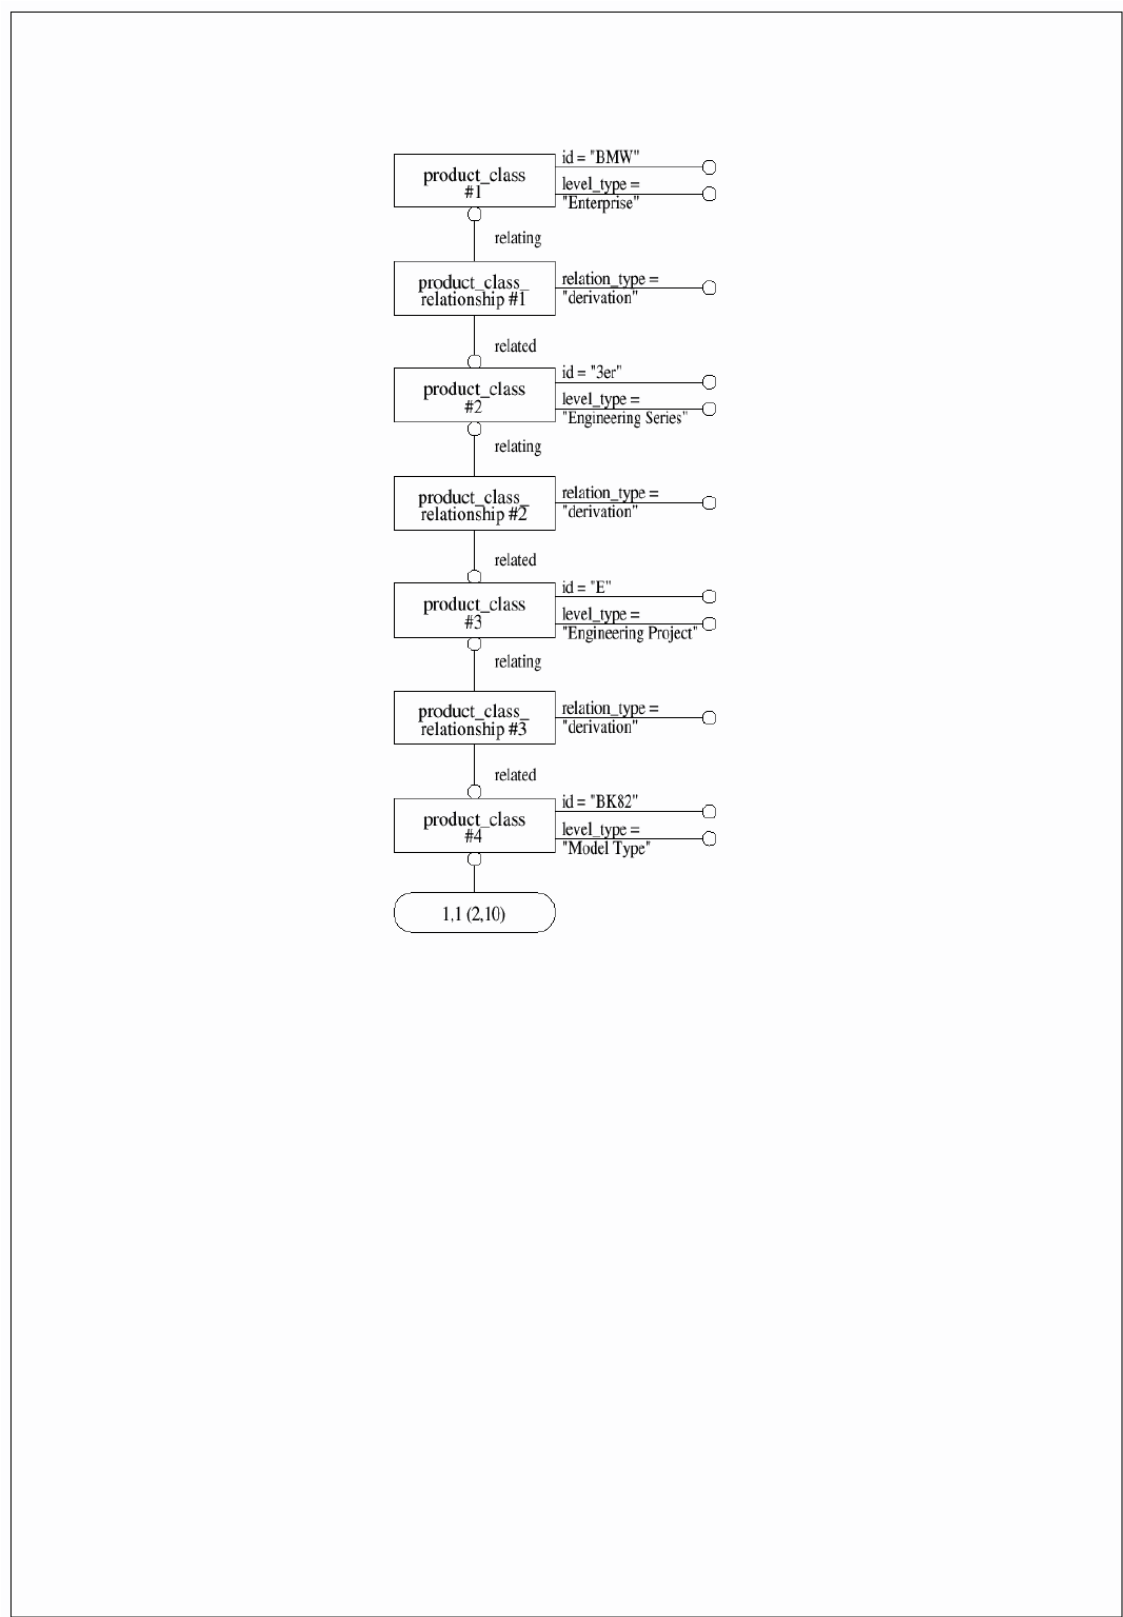 id = "BMW"
product_class
#1
level_type =
"Enterprise"
relating
product_class_
relationship #1
relation_type =
"derivation"
related
id = "3er"
product_class
#2
level_type =
"Engineering Series"
relating
product_class_
relationship #2
relation_type =
"derivation"
related
id = "E"
product_class
#3
level_type =
"Engineering Project"
relating
product_class_
relationship #3
relation_type =
"derivation"
related
id = "BK82"
product_class
#4
level_type =
"Model Type"
1,1 (2,10)